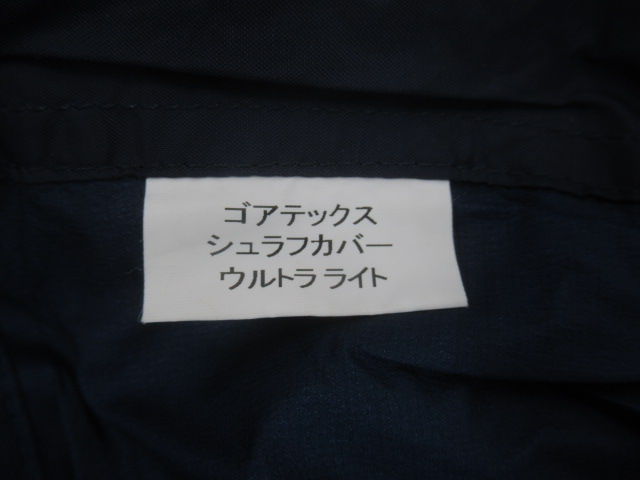 ゴアテックス
シュラフカバー
ウルトラ ライト